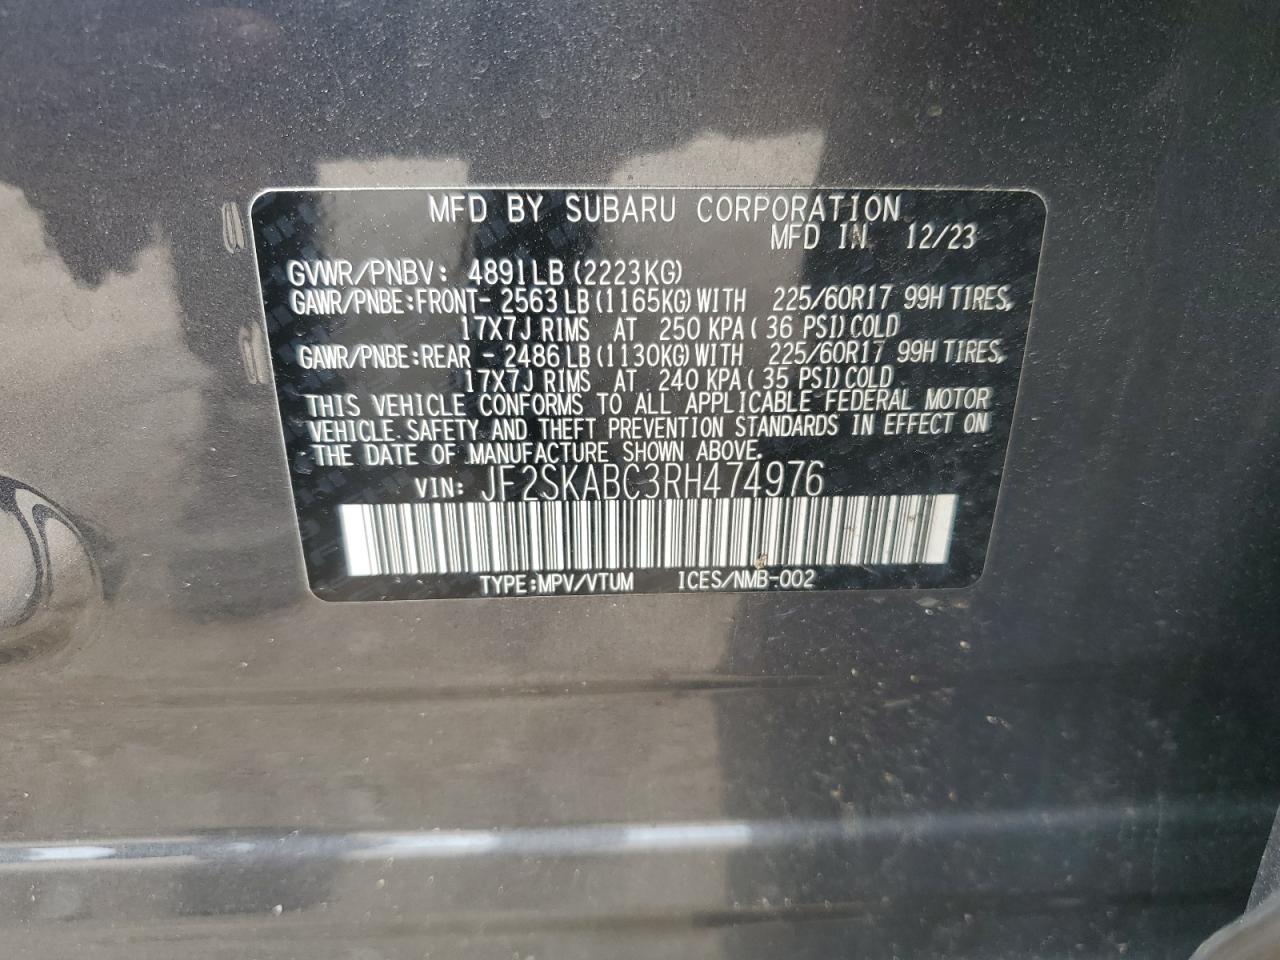 MFD BY SUBARU CORPORATION
MFD IN 12/23
GVWR/PNBV: 4891LB (2223KG)
GAWR/PNBE:FRONT- 2563 LB (1165KG) WITH 225/60R17 99H TIRES,
17X7J RIMS AT 250 KPA ( 36 PSI) COLD
GAWR/PNBE:REAR - 2486 LB (1130KG) WITH 225/60R17 99H TIRES,
17X7J RIMS AT 240 KPA ( 35 PSI) COLD
THIS VEHICLE CONFORMS TO ALL APPLICABLE FEDERAL MOTOR
VEHICLE SAFETY AND THEFT PREVENTION STANDARDS IN EFFECT ON
THE DATE OF MANUFACTURE SHOWN ABOVE.
VIN: JF2SKABC3RH474976
TYPE:MPV/VTUM ICES/NMB-002